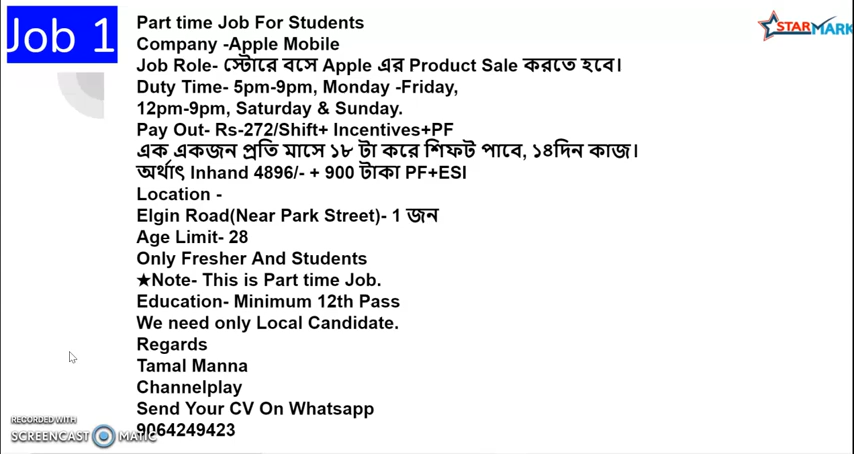 Job 1
STARMARK
Part time Job For Students
Company -Apple Mobile
Job Role- স্টোরে বসে Apple এর Product Sale করতে হবে।
Duty Time- 5pm-9pm, Monday -Friday,
12pm-9pm, Saturday & Sunday.
Pay Out- Rs-272/Shift+ Incentives+PF
এক একজন প্রতি মাসে ১৮ টা করে শিফট পাবে, ১৪দিন কাজ।
অর্থাৎ Inhand 4896/- + 900 টাকা PF+ESI
Location -
Elgin Road(Near Park Street)- 1 জন
Age Limit- 28
Only Fresher And Students
★Note- This is Part time Job.
Education- Minimum 12th Pass
We need only Local Candidate.
Regards
Tamal Manna
Channelplay
Send Your CV On Whatsapp
9064249423
RECORDED WITH
SCREENCAST MATIC